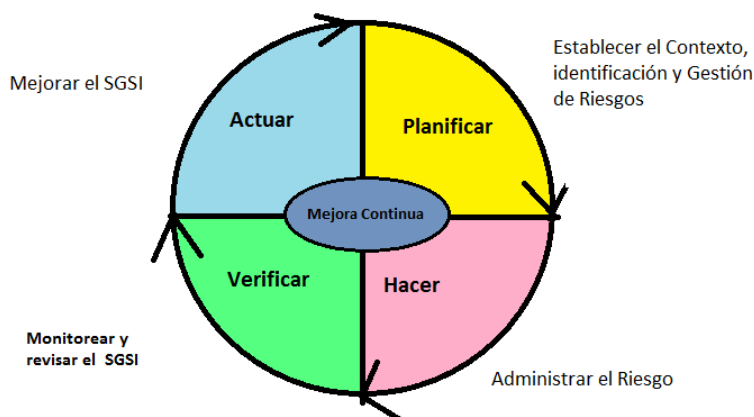 Establecer el Contexto,
identificación y Gestión
de Riesgos
Mejorar el SGSI
Actuar
Planificar
Mejora Continua
Verificar
Hacer
Monitorear y
revisar el SGSI
Administrar el Riesgo